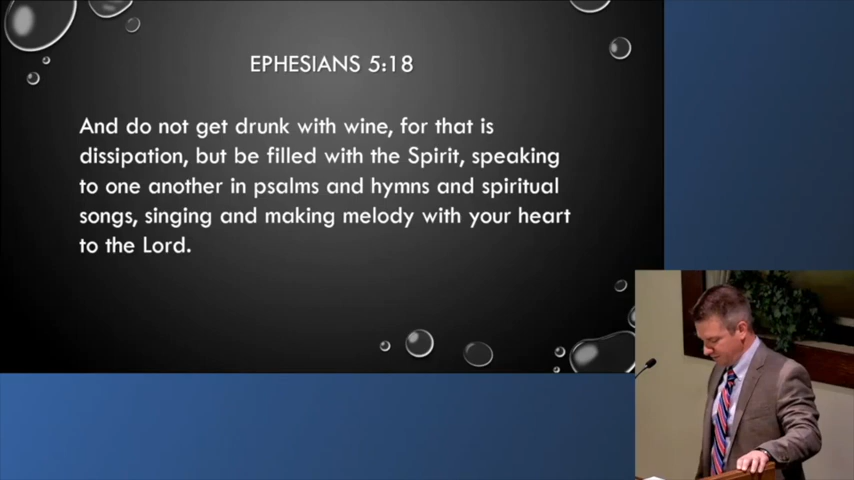 EPHESIANS 5:18
And do not get drunk with wine, for that is
dissipation, but be filled with the Spirit, speaking
to one another in psalms and hymns and spiritual
songs, singing and making melody with your heart
to the Lord.